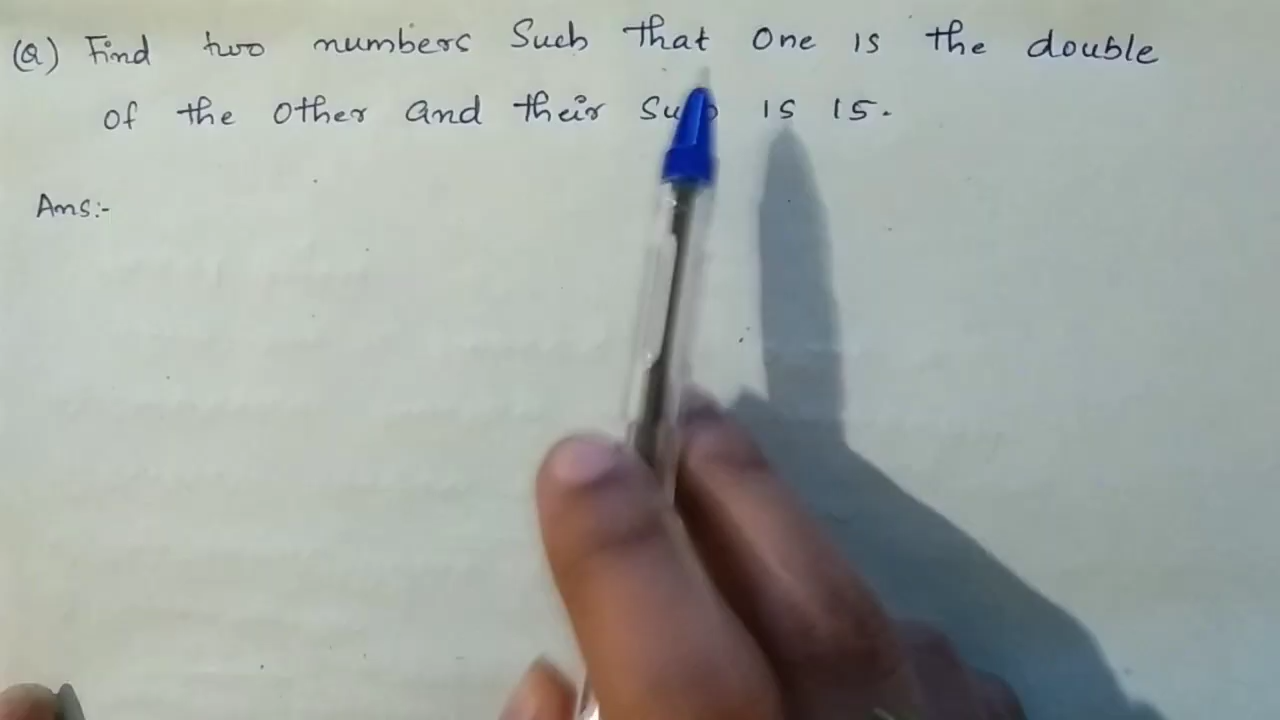 (Q) Find two numbers Such that One is the double
of the Other and their is 15.
Ans:-